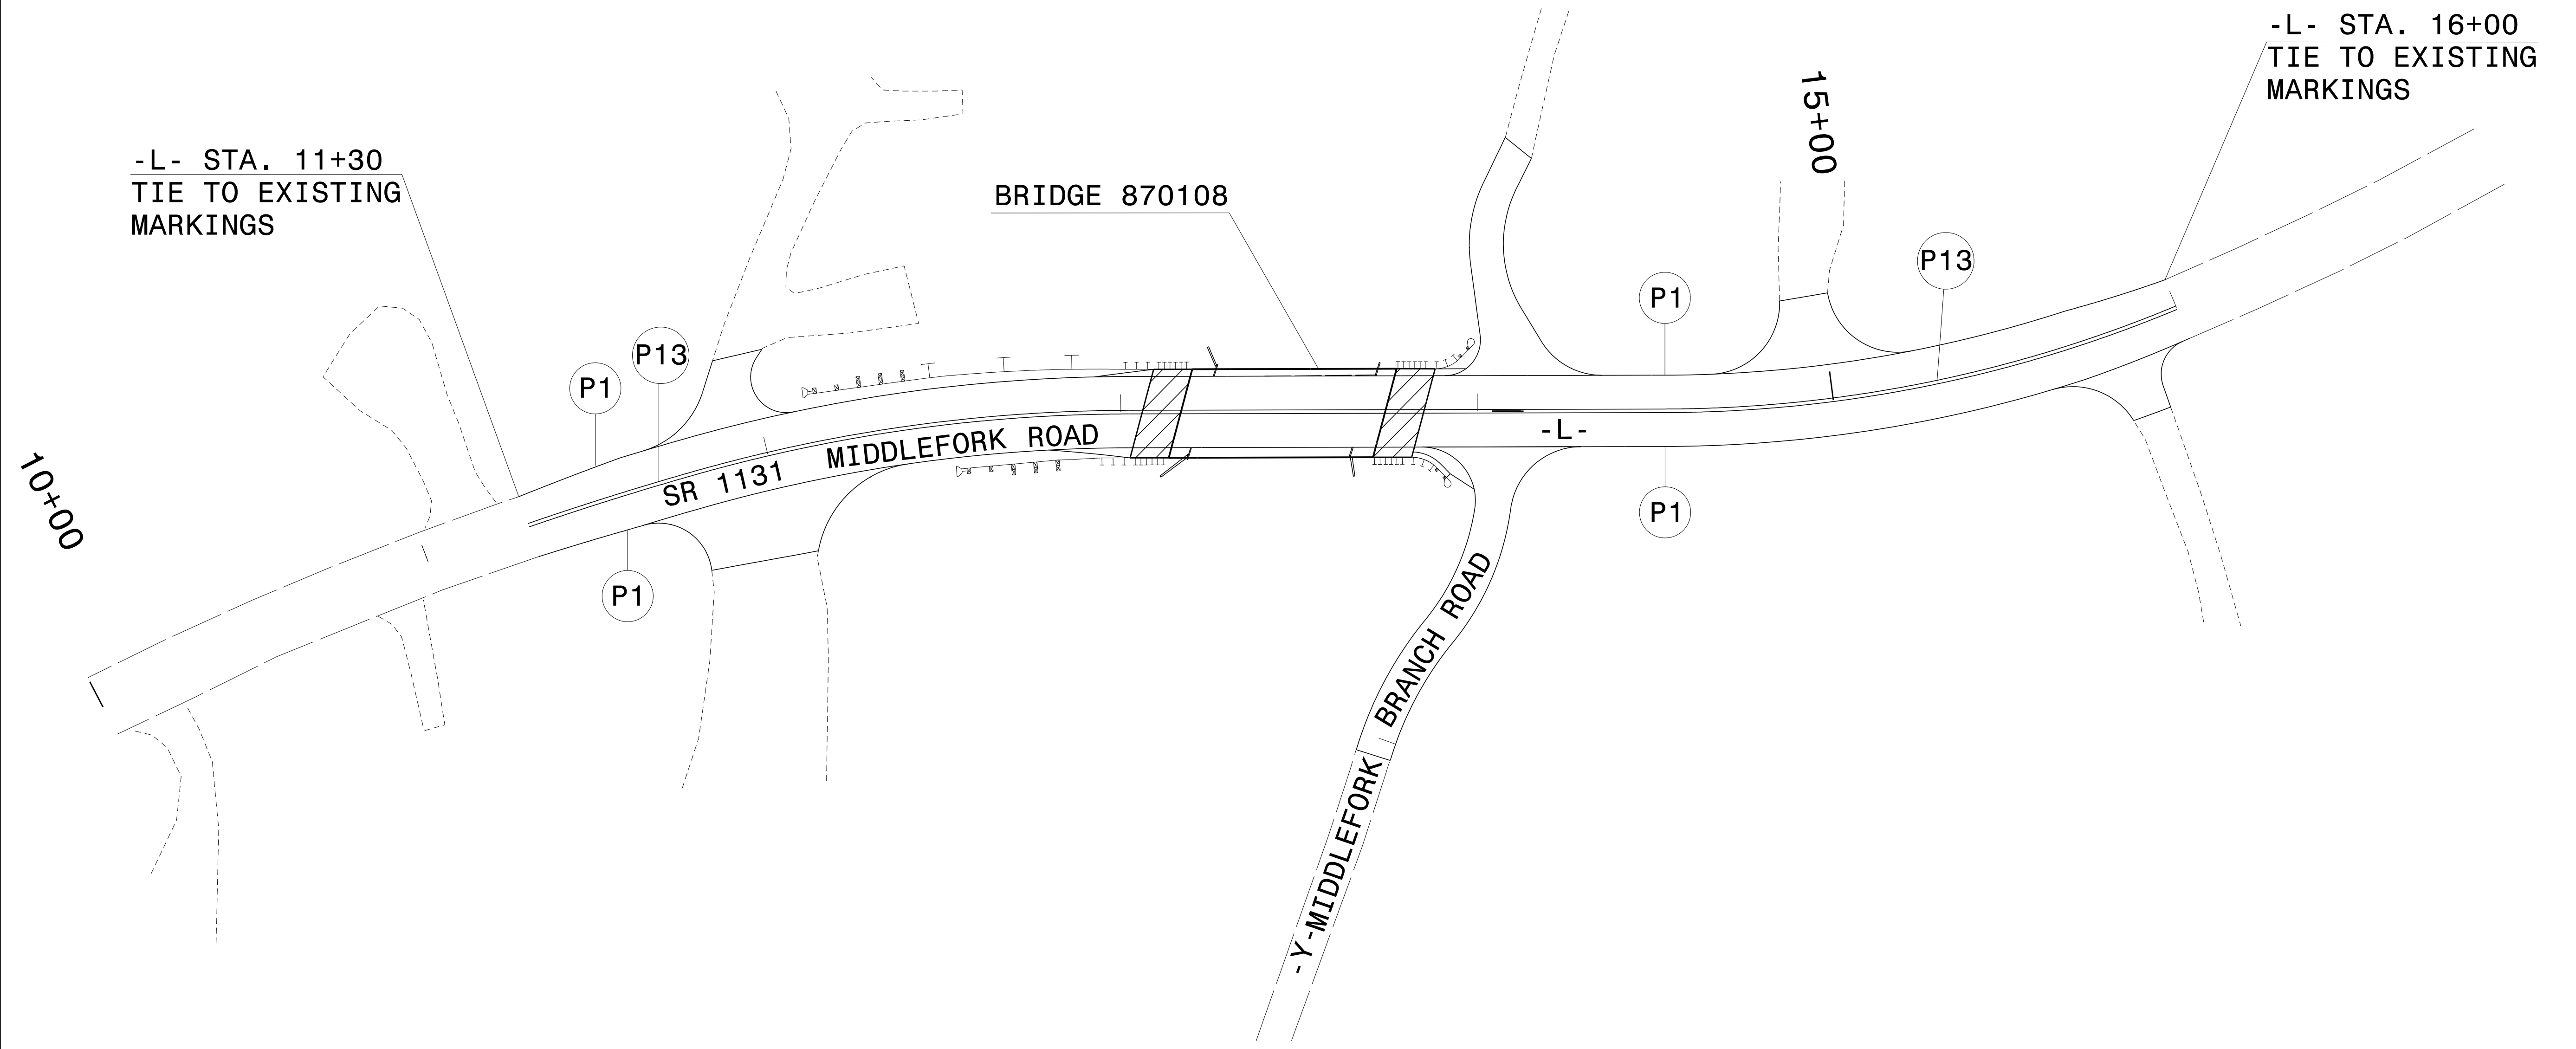 -L- STA. 16+00
TIE TO EXISTING
MARKINGS
15+00
-L- STA. 11+30
TIE TO EXISTING
MARKINGS
BRIDGE 870108
P13
P1
P13
P1
MIDDLEFORK ROAD
-L-
SR 1131
10+00
P1
P1
-Y-MIDDLEFORK BRANCH ROAD